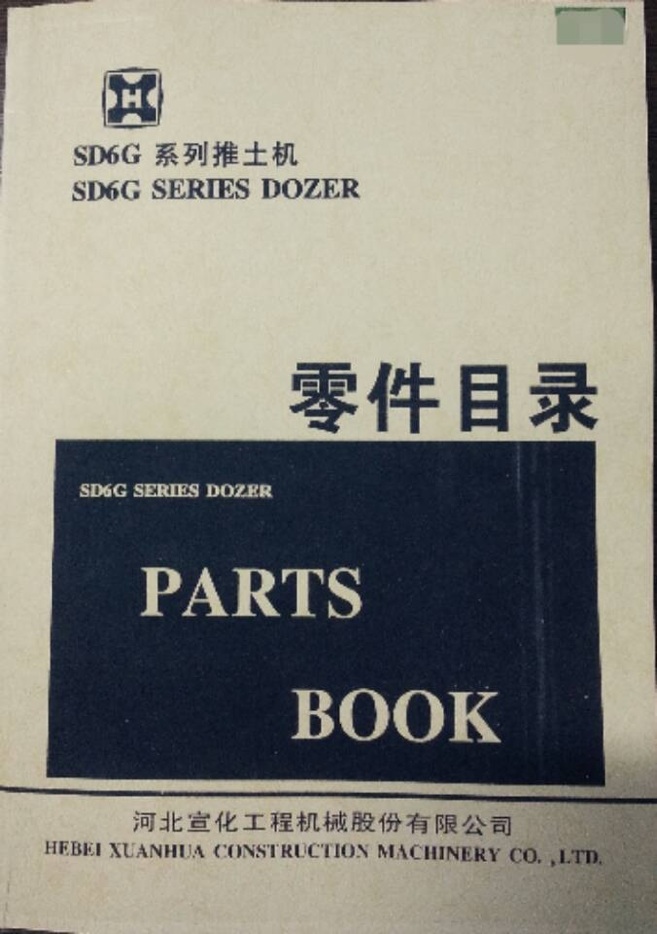 H
SD6G 系列推土机
SD6G SERIES DOZER
零件目录
SD6G SERIES DOZER
PARTS
BOOK
河北宣化工程机械股份有限公司
HEBEI XUANHUA CONSTRUCTION MACHINERY CO. ,LTD.